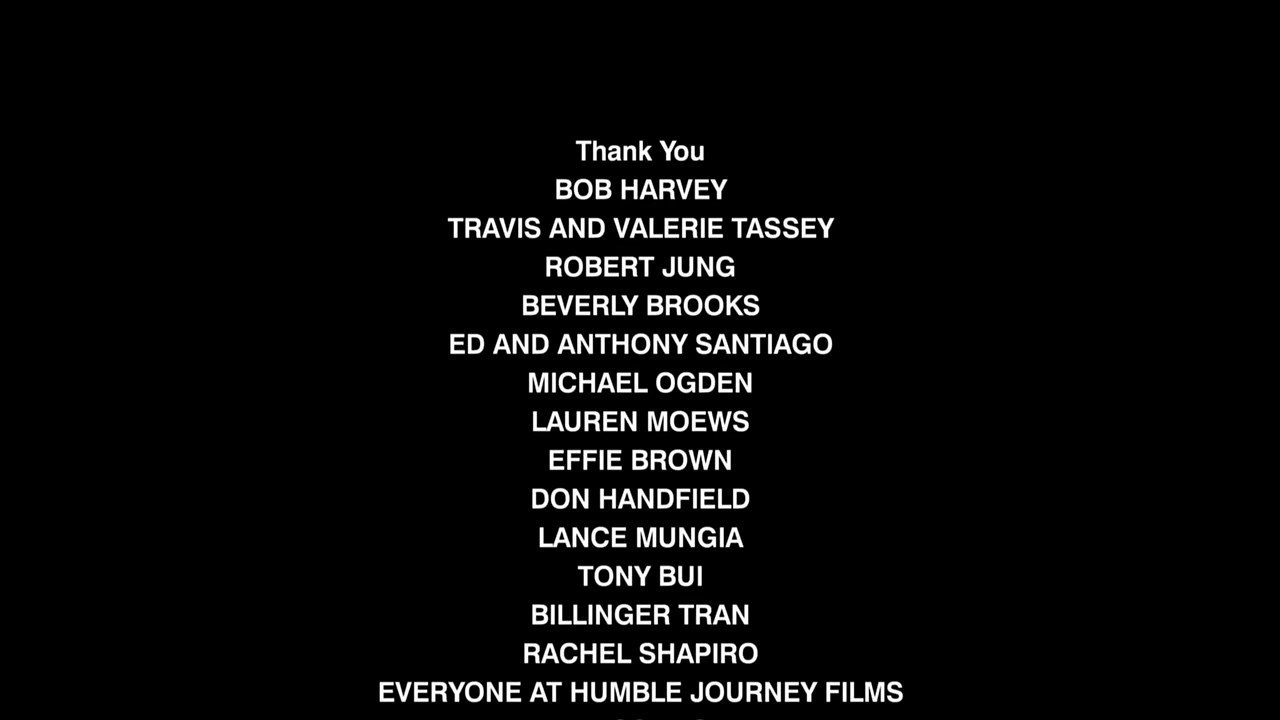 Thank You
BOB HARVEY
TRAVIS AND VALERIE TASSEY
ROBERT JUNG
BEVERLY BROOKS
ED AND ANTHONY SANTIAGO
MICHAEL OGDEN
LAUREN MOEWS
EFFIE BROWN
DON HANDFIELD
LANCE MUNGIA
TONY BUI
BILLINGER TRAN
RACHEL SHAPIRO
EVERYONE AT HUMBLE JOURNEY FILMS